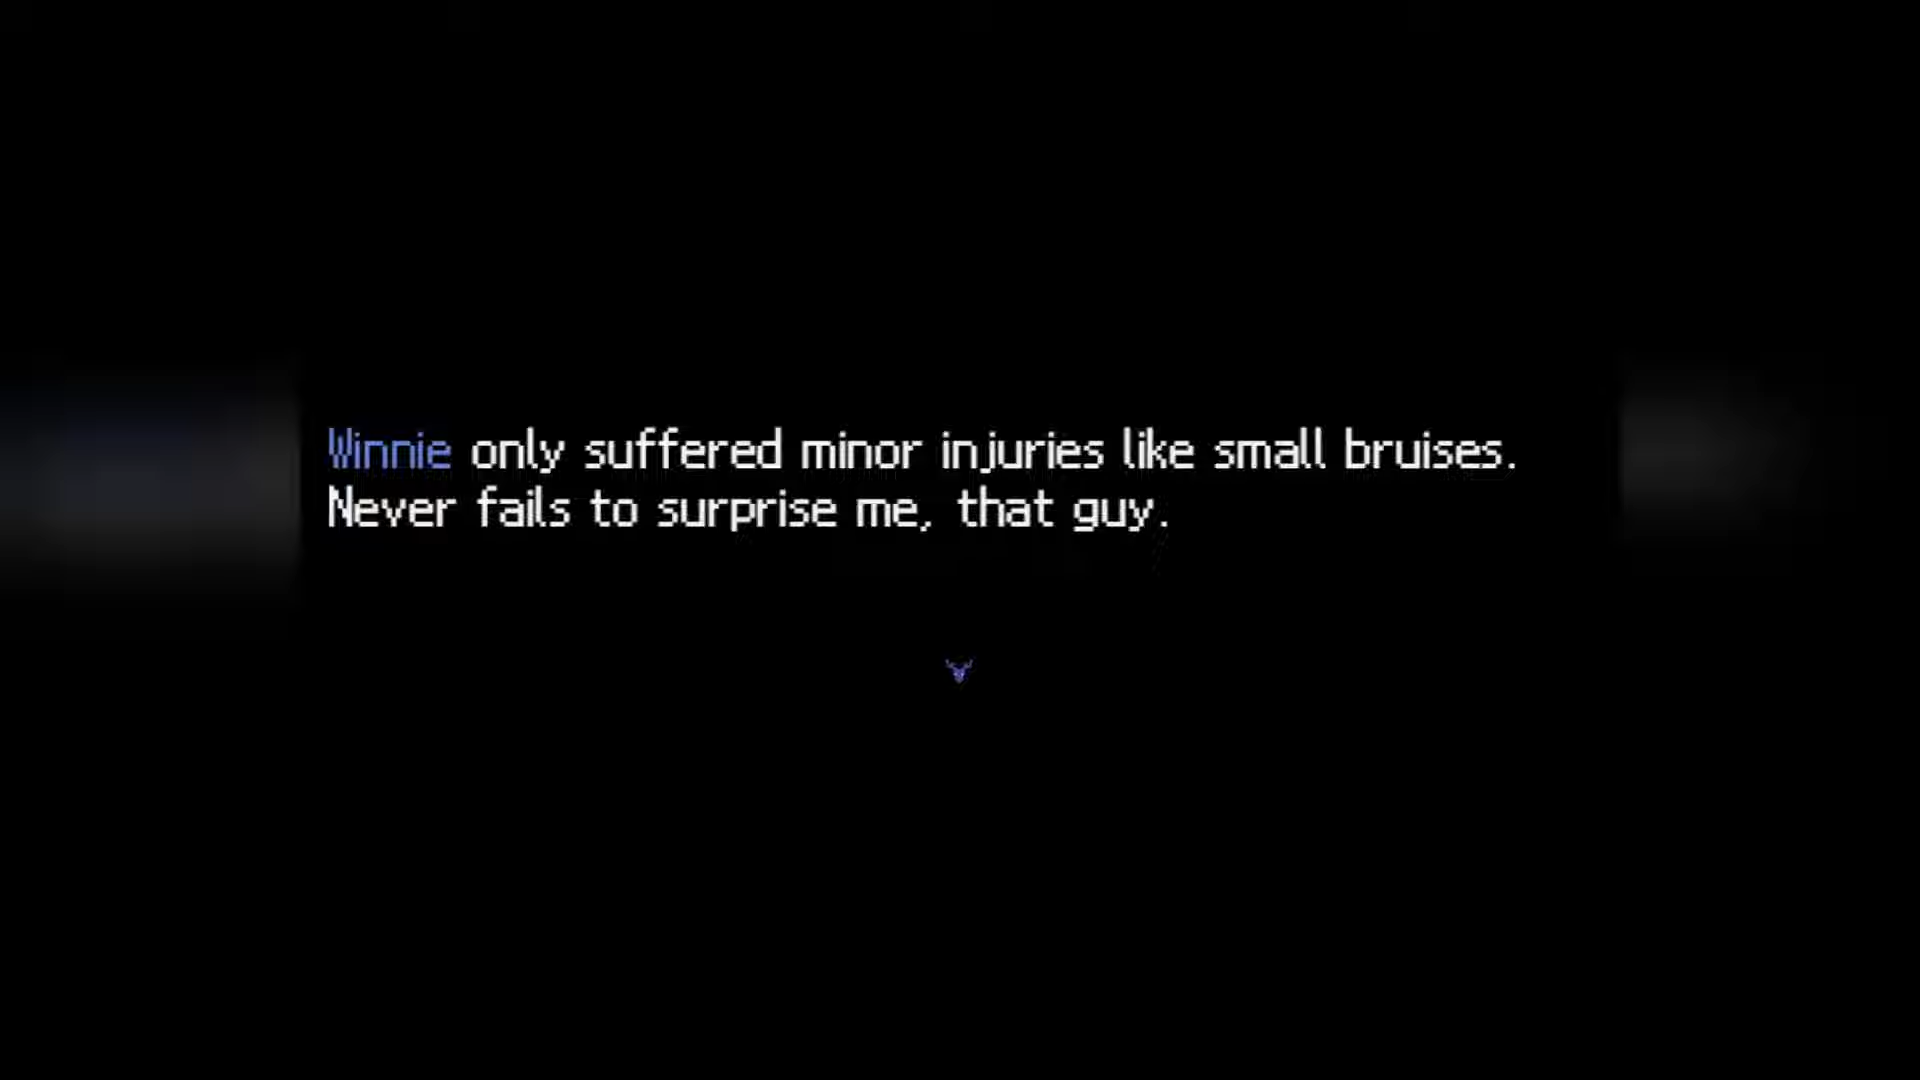 Winnie only suffered minor injuries like small bruises.
Never fails to surprise me, that guy.